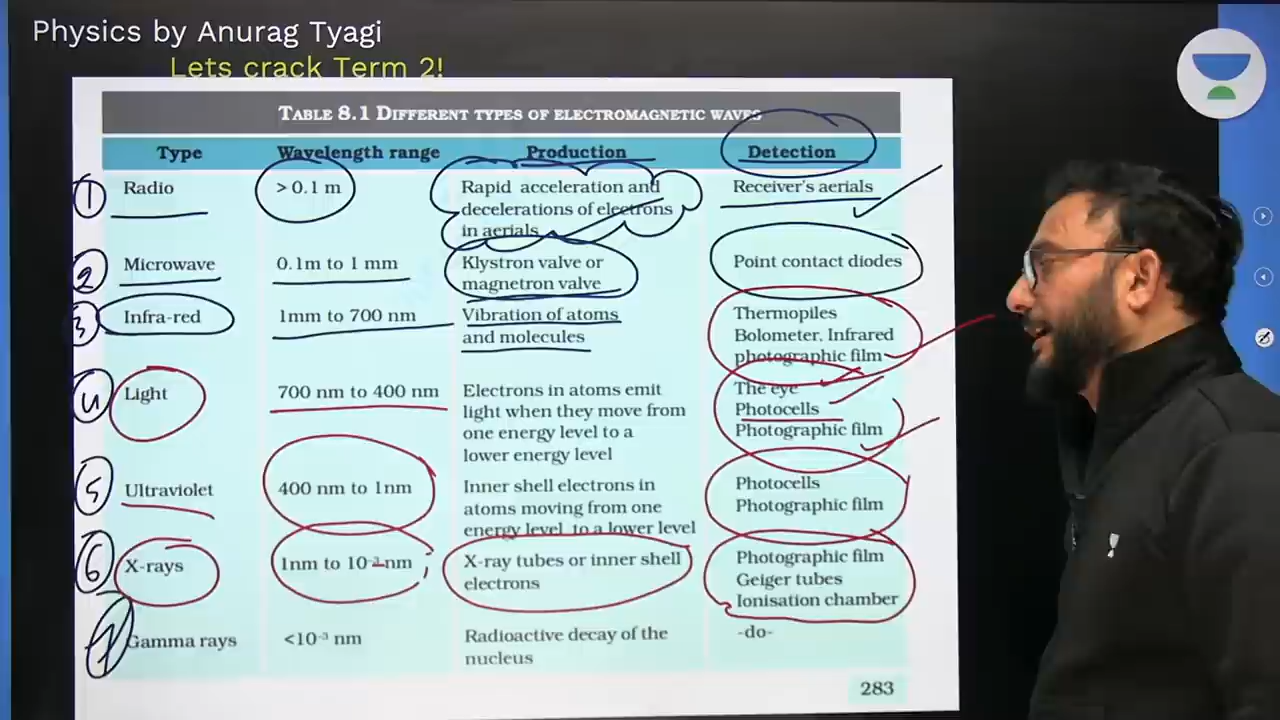 Physics by Anurag Tyagi
Lets crack Term 2!
TABLE 8.1 DIFFERENT TYPES OF ELECTROMAGNETIC WAVES
Type Wavelength range Production Detection
1 Radio > 0.1 m Rapid acceleration and Receiver's aerials
decelerations of electrons
in aerials
2 Microwave 0.1m to 1 mm Klystron valve or Point contact diodes
magnetron valve
3 Infra-red 1mm to 700 nm Vibration of atoms Thermopiles
and molecules Bolometer, Infrared
photographic film
4 Light 700 nm to 400 nm Electrons in atoms emit The eye
light when they move from Photocells
one energy level to a Photographic film
lower energy level
5 Ultraviolet 400 nm to 1nm Inner shell electrons in Photocells
atoms moving from one Photographic film
energy level to a lower level
6 X-rays 1nm to 10⁻³ nm X-ray tubes or inner shell Photographic film
electrons Geiger tubes
Ionisation chamber
7 Gamma rays <10⁻³ nm Radioactive decay of the -do-
nucleus
283